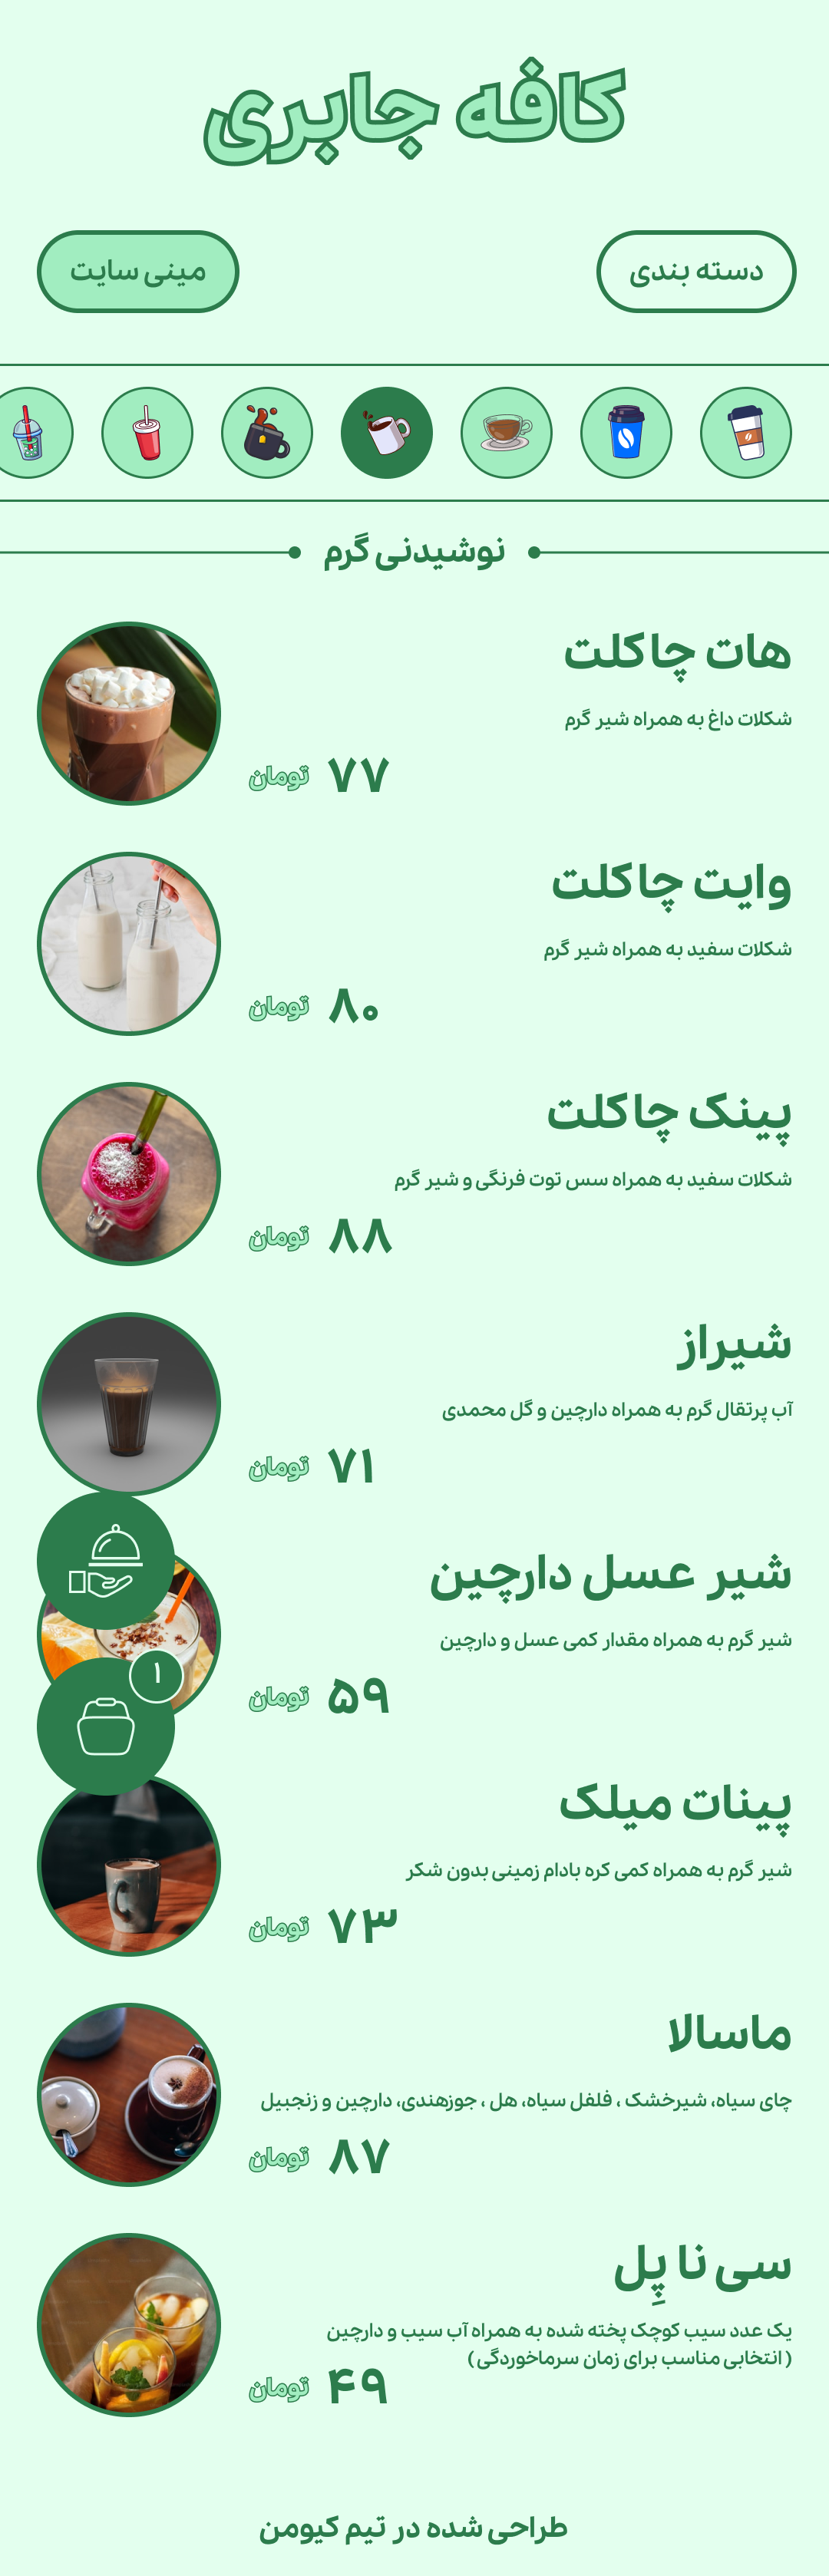 کافه جابری
دسته بندی
مینی سایت
نوشیدنی گرم
هات چاکلت
شکلات داغ به همراه شیر گرم
۷۷ تومان
وایت چاکلت
شکلات سفید به همراه شیر گرم
۸۰ تومان
پینک چاکلت
شکلات سفید به همراه سس توت فرنگی و شیر گرم
۸۸ تومان
شیراز
آب پرتقال گرم به همراه دارچین و گل محمدی
۷۱ تومان
شیر عسل دارچین
شیر گرم به همراه مقدار کمی عسل و دارچین
۵۹ تومان
۱
پینات میلک
شیر گرم به همراه کمی کره بادام زمینی بدون شکر
۷۳ تومان
ماسالا
چای سیاه، شیرخشک ، فلفل سیاه، هل ، جوزهندی، دارچین و زنجبیل
۸۷ تومان
سی نا پِل
یک عدد سیب کوچک پخته شده به همراه آب سیب و دارچین
( انتخابی مناسب برای زمان سرماخوردگی )
۴۹ تومان
طراحی شده در تیم کیومن